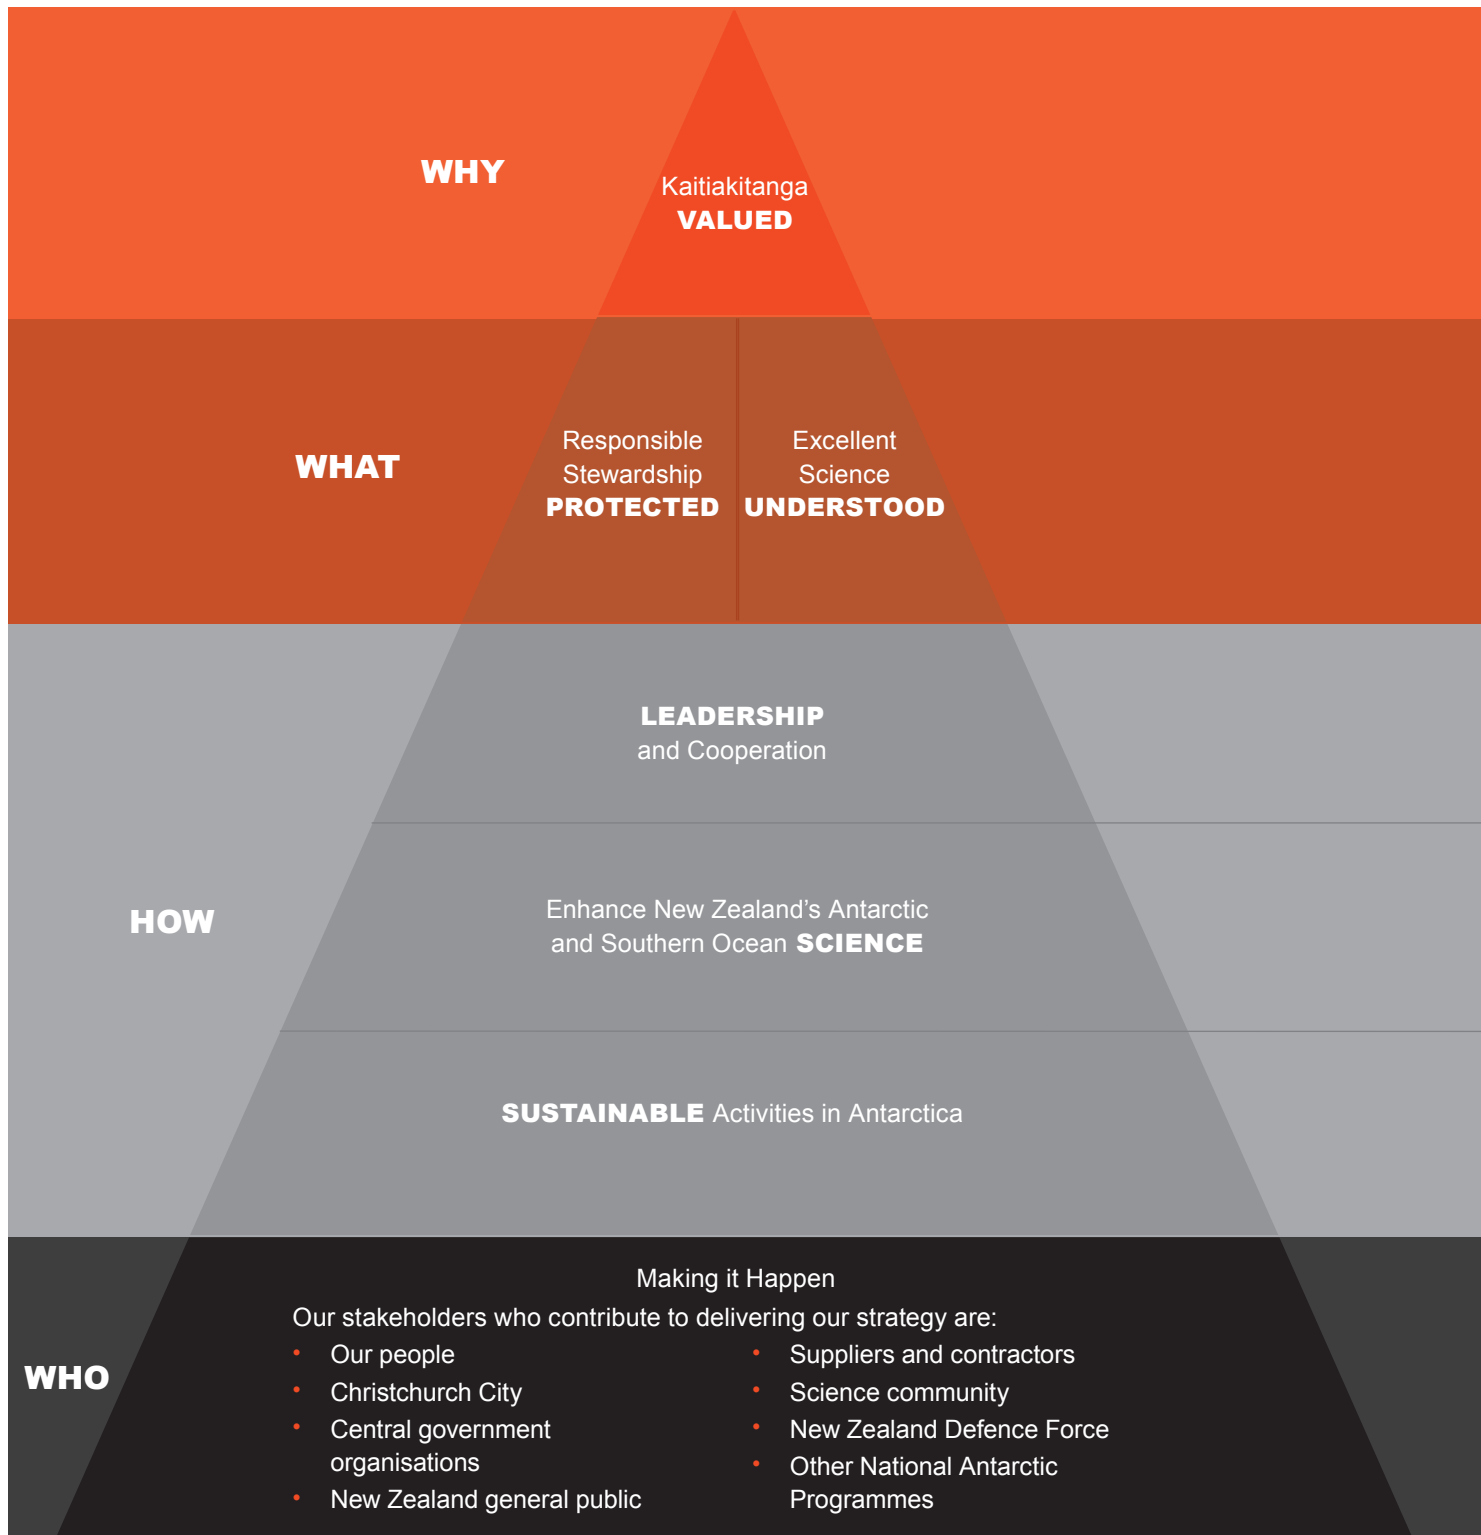 WHY
Kaitiakitanga
VALUED
WHAT
Responsible
Stewardship
PROTECTED
Excellent
Science
UNDERSTOOD
HOW
LEADERSHIP
and Cooperation
Enhance New Zealand’s Antarctic
and Southern Ocean SCIENCE
SUSTAINABLE Activities in Antarctica
WHO
Making it Happen
Our stakeholders who contribute to delivering our strategy are:
• Our people
• Christchurch City
• Central government
organisations
• New Zealand general public
• Suppliers and contractors
• Science community
• New Zealand Defence Force
• Other National Antarctic
Programmes